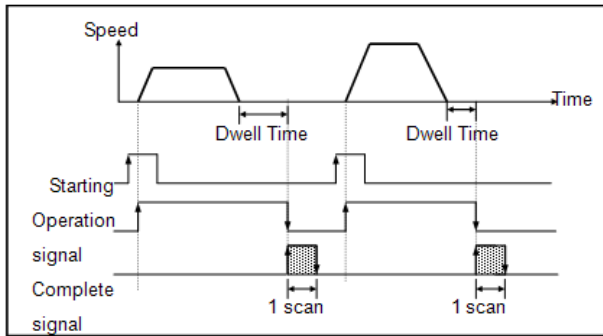 Speed
Time
Dwell Time
Dwell Time
Starting
Operation
signal
Complete
1 scan
1 scan
signal